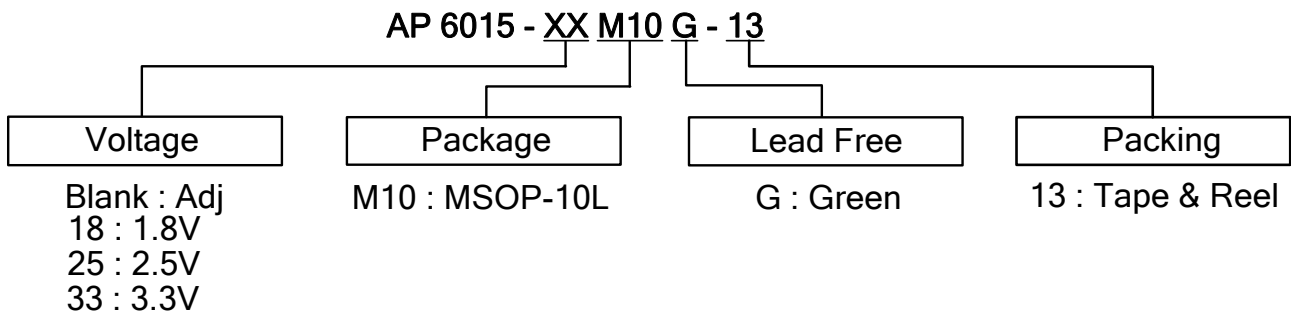 AP 6015 - XX M10 G - 13
Voltage
Package
Lead Free
Packing
Blank : Adj
18 : 1.8V
25 : 2.5V
33 : 3.3V
M10 : MSOP-10L
G : Green
13 : Tape & Reel